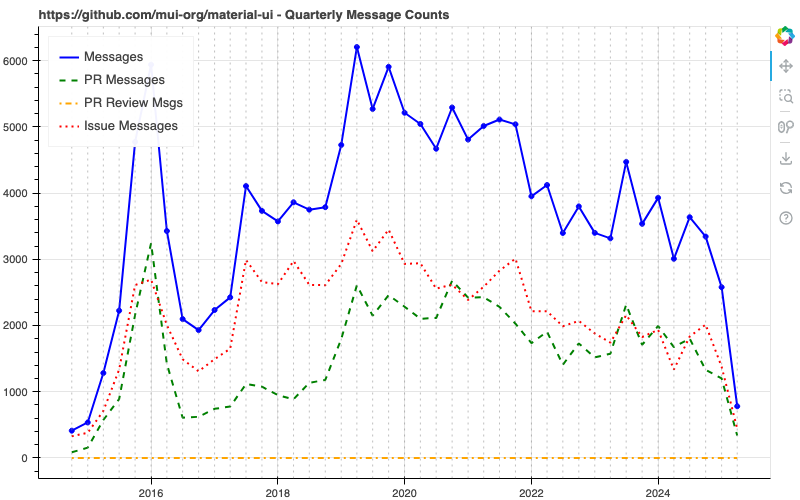 https://github.com/mui-org/material-ui - Quarterly Message Counts
Messages
PR Messages
PR Review Msgs
Issue Messages
6000
5000
4000
3000
2000
1000
0
2016 2018 2020 2022 2024